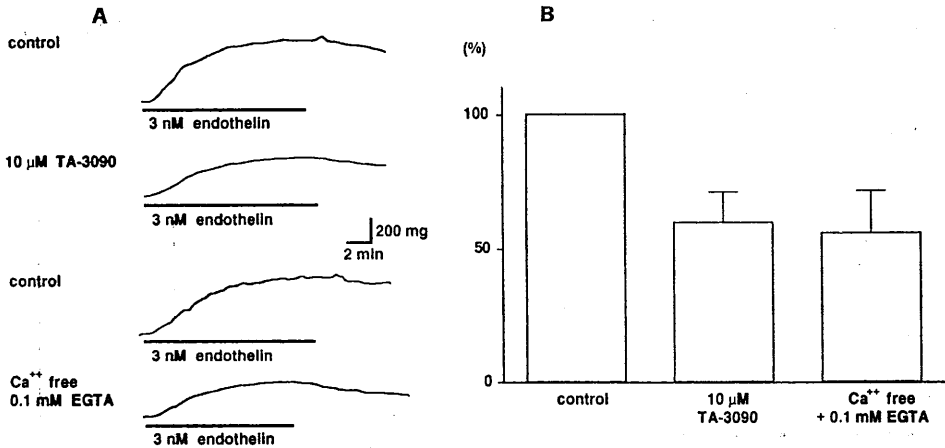 A
control
3 nM endothelin
10 µM TA-3090
3 nM endothelin
200 mg
2 min
control
3 nM endothelin
Ca++ free
0.1 mM EGTA
3 nM endothelin
B
(%)
100
50
0
control
10 µM
TA-3090
Ca++ free
+ 0.1 mM EGTA